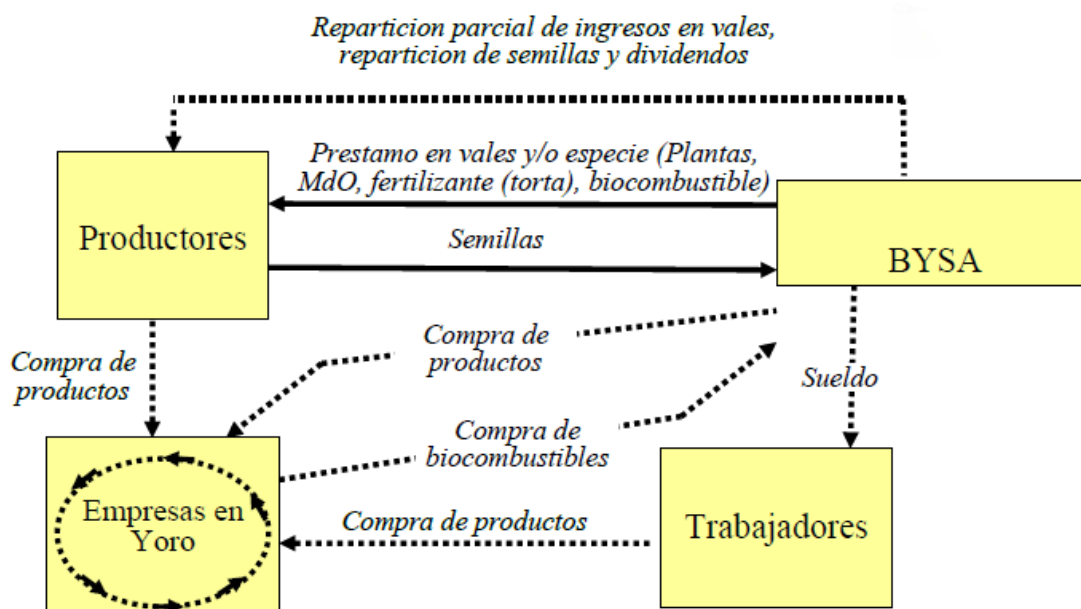 Reparticion parcial de ingresos en vales,
reparticion de semillas y dividendos
Prestamo en vales y/o especie (Plantas,
MdO, fertilizante (torta), biocombustible)
Productores
Semillas
BYSA
Compra de
productos
Compra de
productos
Sueldo
Compra de
biocombustibles
Empresas en
Yoro
Compra de productos
Trabajadores